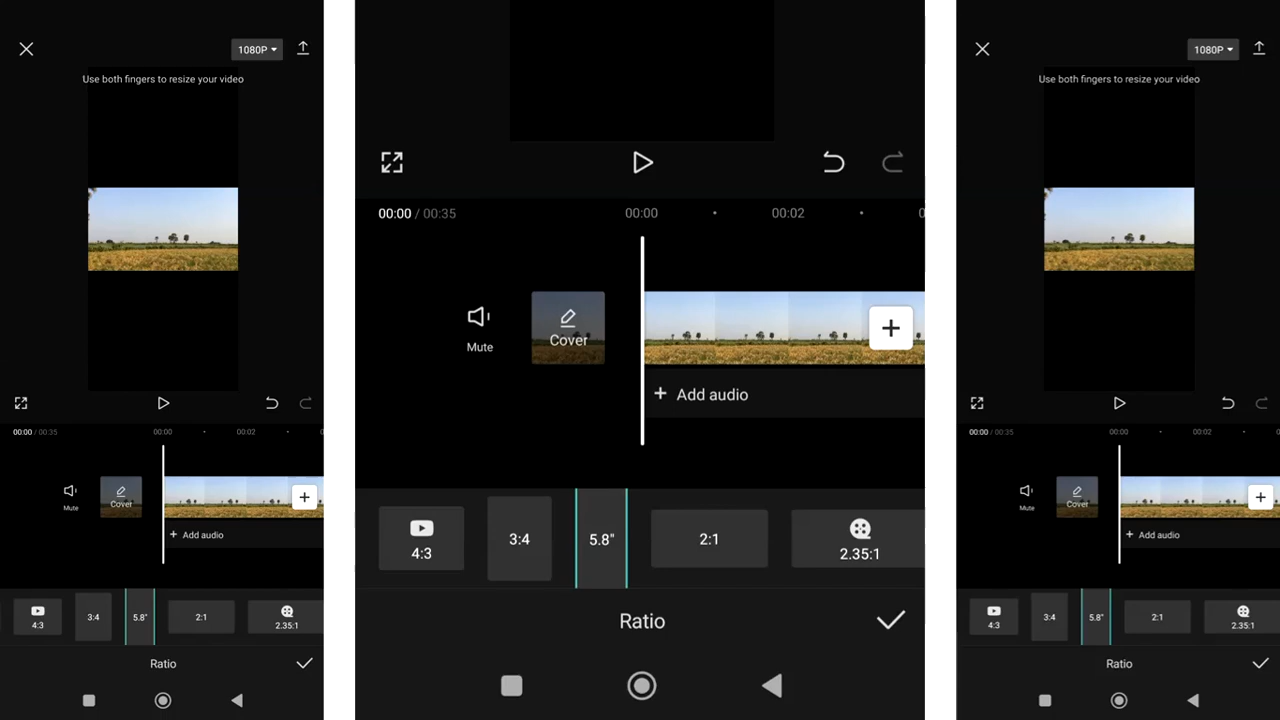 1080P
Use both fingers to resize your video
00:00 / 00:35
00:00
00:02
Mute
Cover
+ Add audio
4:3
3:4
5.8"
2:1
2.35:1
Ratio
00:00 / 00:35
00:00
00:02
0
Mute
Cover
+ Add audio
4:3
3:4
5.8"
2:1
2.35:1
Ratio
1080P
Use both fingers to resize your video
00:00 / 00:35
00:00
00:02
Mute
Cover
+ Add audio
4:3
3:4
5.8"
2:1
2.35:1
Ratio